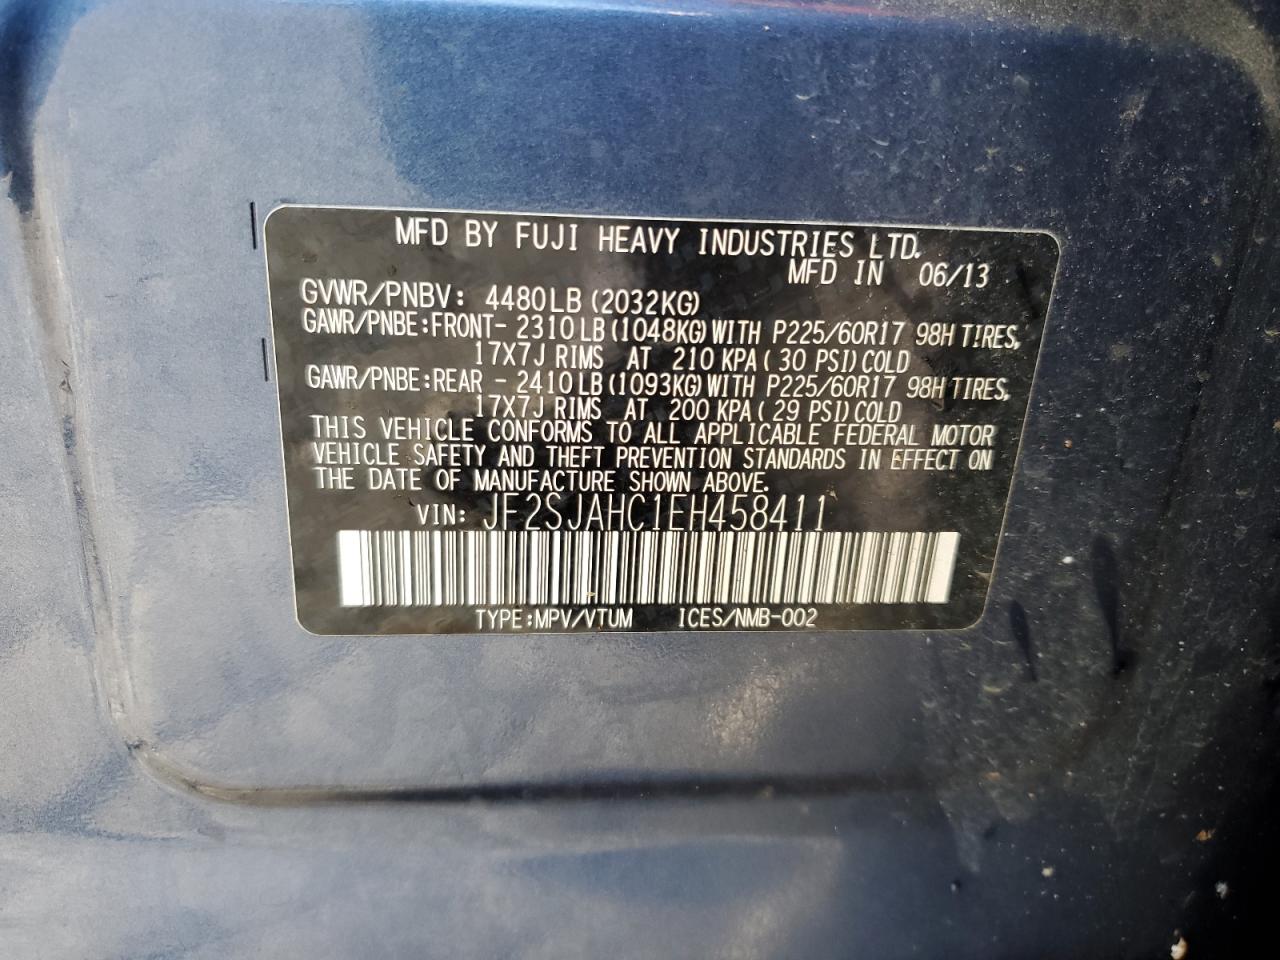 MFD BY FUJI HEAVY INDUSTRIES LTD.
MFD IN 06/13
GVWR/PNBV: 4480LB (2032KG)
GAWR/PNBE:FRONT- 2310LB (1048KG) WITH P225/60R17 98H TIRES,
17X7J RIMS AT 210 KPA ( 30 PSI) COLD
GAWR/PNBE:REAR - 2410LB (1093KG) WITH P225/60R17 98H TIRES,
17X7J RIMS AT 200 KPA ( 29 PSI) COLD
THIS VEHICLE CONFORMS TO ALL APPLICABLE FEDERAL MOTOR
VEHICLE SAFETY AND THEFT PREVENTION STANDARDS IN EFFECT ON
THE DATE OF MANUFACTURE SHOWN ABOVE.
VIN: JF2SJAHC1EH458411
TYPE:MPV/VTUM ICES/NMB-002